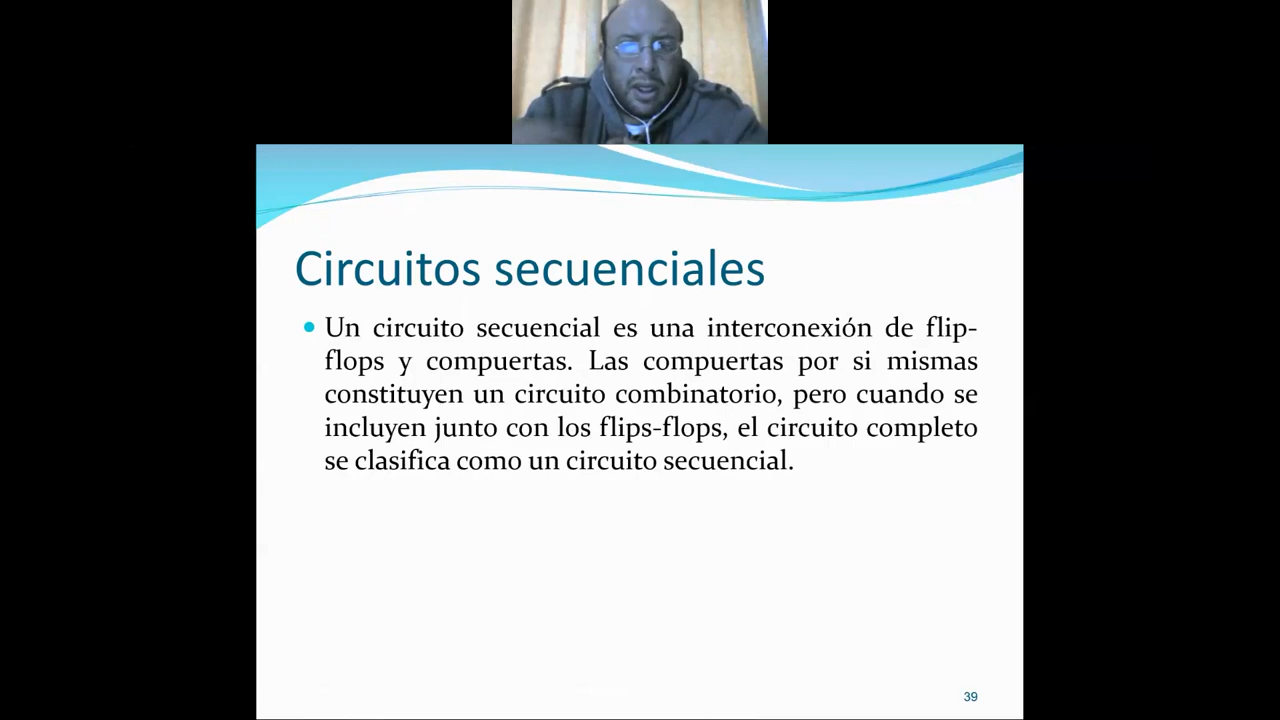 Circuitos secuenciales
Un circuito secuencial es una interconexión de flip-
flops y compuertas. Las compuertas por si mismas
constituyen un circuito combinatorio, pero cuando se
incluyen junto con los flips-flops, el circuito completo
se clasifica como un circuito secuencial.
39